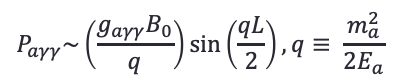 P_{aγγ} ~ (g_{aγγ}B_0 / q) sin(qL / 2), q ≡ m_a^2 / 2E_a